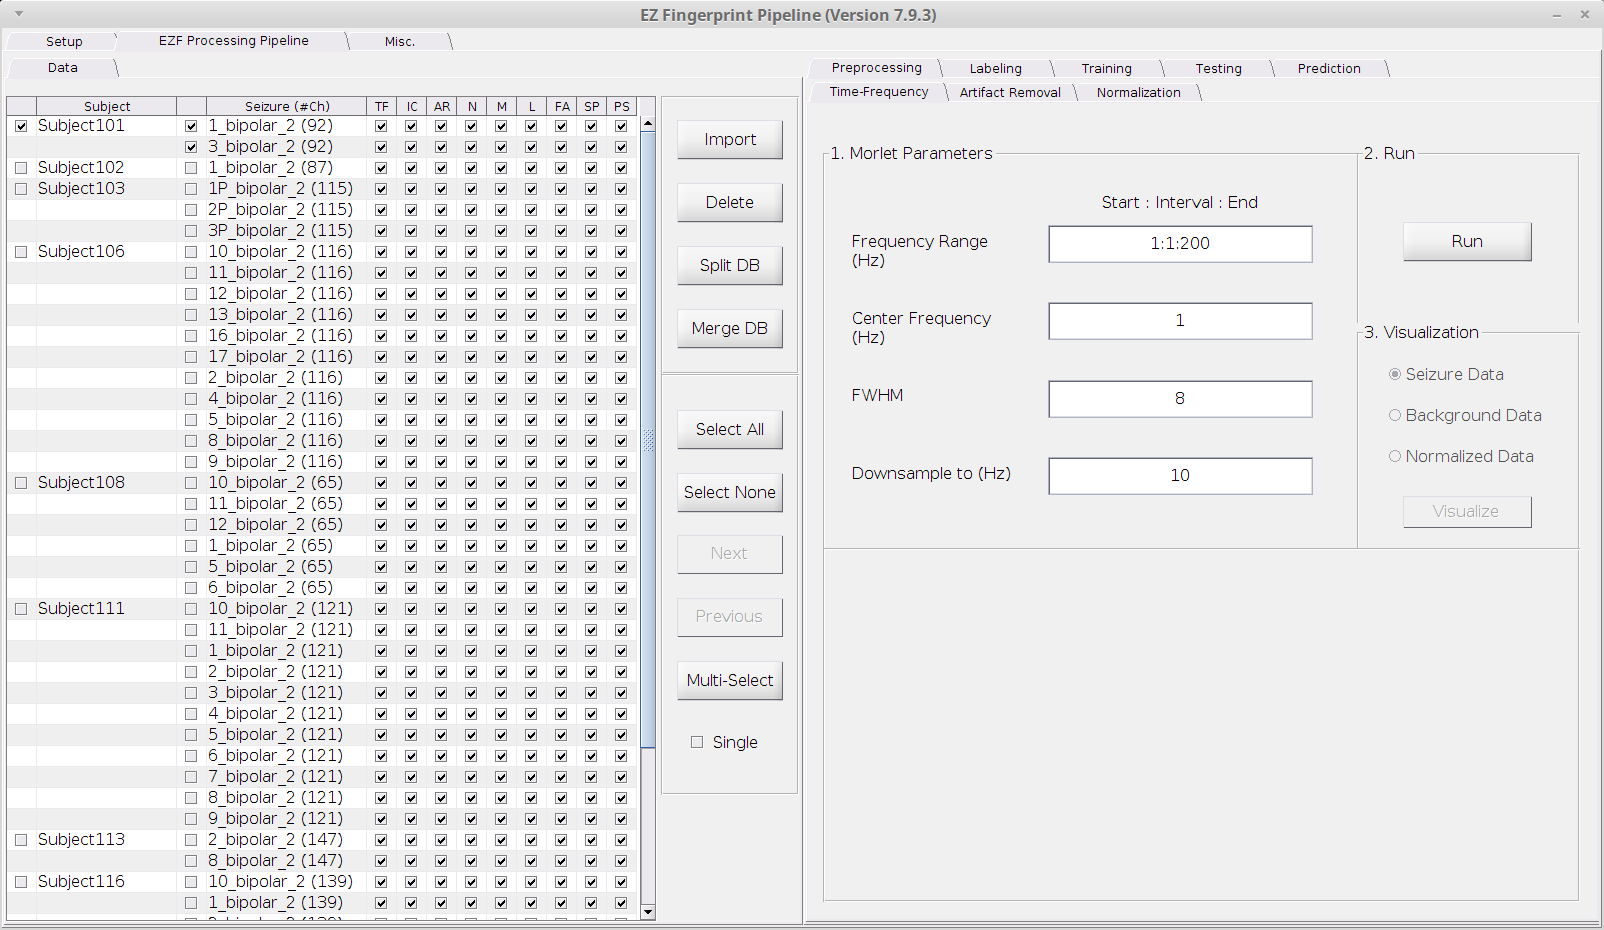 EZ Fingerprint Pipeline (Version 7.9.3)
Setup EZF Processing Pipeline Misc.
Data
Subject Seizure (#Ch) TF IC AR N M L FA SP PS
Subject101 1_bipolar_2 (92)
3_bipolar_2 (92)
Subject102 1_bipolar_2 (87)
Subject103 1P_bipolar_2 (115)
2P_bipolar_2 (115)
3P_bipolar_2 (115)
Subject106 10_bipolar_2 (116)
11_bipolar_2 (116)
12_bipolar_2 (116)
13_bipolar_2 (116)
16_bipolar_2 (116)
17_bipolar_2 (116)
2_bipolar_2 (116)
4_bipolar_2 (116)
5_bipolar_2 (116)
8_bipolar_2 (116)
9_bipolar_2 (116)
Subject108 10_bipolar_2 (65)
11_bipolar_2 (65)
12_bipolar_2 (65)
1_bipolar_2 (65)
5_bipolar_2 (65)
6_bipolar_2 (65)
Subject111 10_bipolar_2 (121)
11_bipolar_2 (121)
1_bipolar_2 (121)
2_bipolar_2 (121)
3_bipolar_2 (121)
4_bipolar_2 (121)
5_bipolar_2 (121)
6_bipolar_2 (121)
7_bipolar_2 (121)
8_bipolar_2 (121)
9_bipolar_2 (121)
Subject113 2_bipolar_2 (147)
8_bipolar_2 (147)
Subject116 10_bipolar_2 (139)
1_bipolar_2 (139)
Import
Delete
Split DB
Merge DB
Select All
Select None
Next
Previous
Multi-Select
Single
Preprocessing Labeling Training Testing Prediction
Time-Frequency Artifact Removal Normalization
1. Morlet Parameters
Start : Interval : End
Frequency Range
(Hz)
1:1:200
Center Frequency
(Hz)
1
FWHM
8
Downsample to (Hz)
10
2. Run
Run
3. Visualization
Seizure Data
Background Data
Normalized Data
Visualize